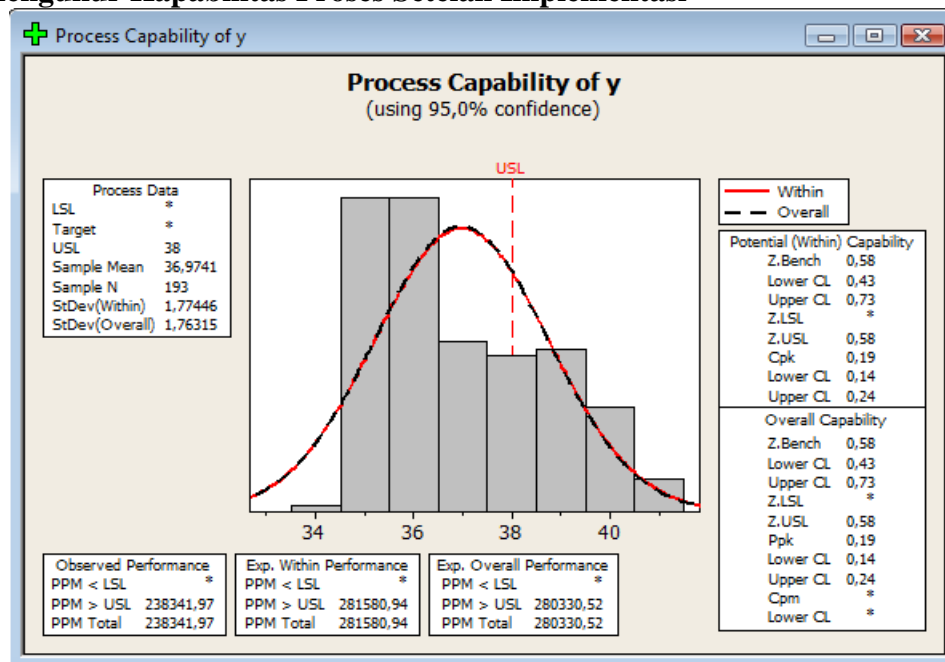 Mengukur Kapabilitas Proses Setelah Implementasi
Process Capability of y
Process Capability of y
(using 95,0% confidence)
USL
Process Data
LSL *
Target *
USL 38
Sample Mean 36,9741
Sample N 193
StDev(Within) 1,77446
StDev(Overall) 1,76315
Within
Overall
Potential (Within) Capability
Z.Bench 0,58
Lower CL 0,43
Upper CL 0,73
Z.LSL *
Z.USL 0,58
Cpk 0,19
Lower CL 0,14
Upper CL 0,24
Overall Capability
Z.Bench 0,58
Lower CL 0,43
Upper CL 0,73
Z.LSL *
Z.USL 0,58
Ppk 0,19
Lower CL 0,14
Upper CL 0,24
Cpm *
Lower CL *
34 36 38 40
Observed Performance
PPM < LSL *
PPM > USL 238341,97
PPM Total 238341,97
Exp. Within Performance
PPM < LSL *
PPM > USL 281580,94
PPM Total 281580,94
Exp. Overall Performance
PPM < LSL *
PPM > USL 280330,52
PPM Total 280330,52